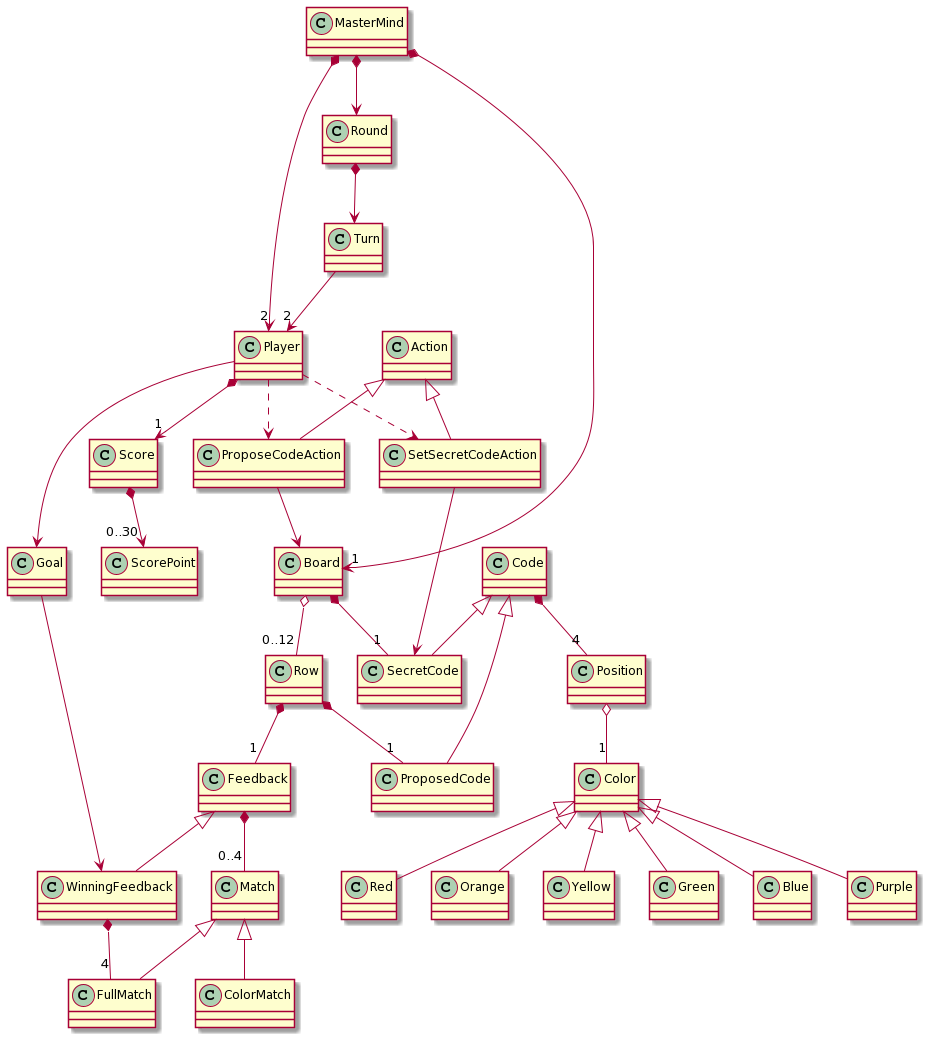 C MasterMind
C Round
C Turn
2 2
C Player
C Action
1
C Score
C ProposeCodeAction
C SetSecretCodeAction
0..30
C Goal
C ScorePoint
C Board
1
C Code
0..12
1
4
C Row
C SecretCode
C Position
1
1
1
C Feedback
C ProposedCode
C Color
0..4
C WinningFeedback
C Match
C Red
C Orange
C Yellow
C Green
C Blue
C Purple
4
C FullMatch
C ColorMatch